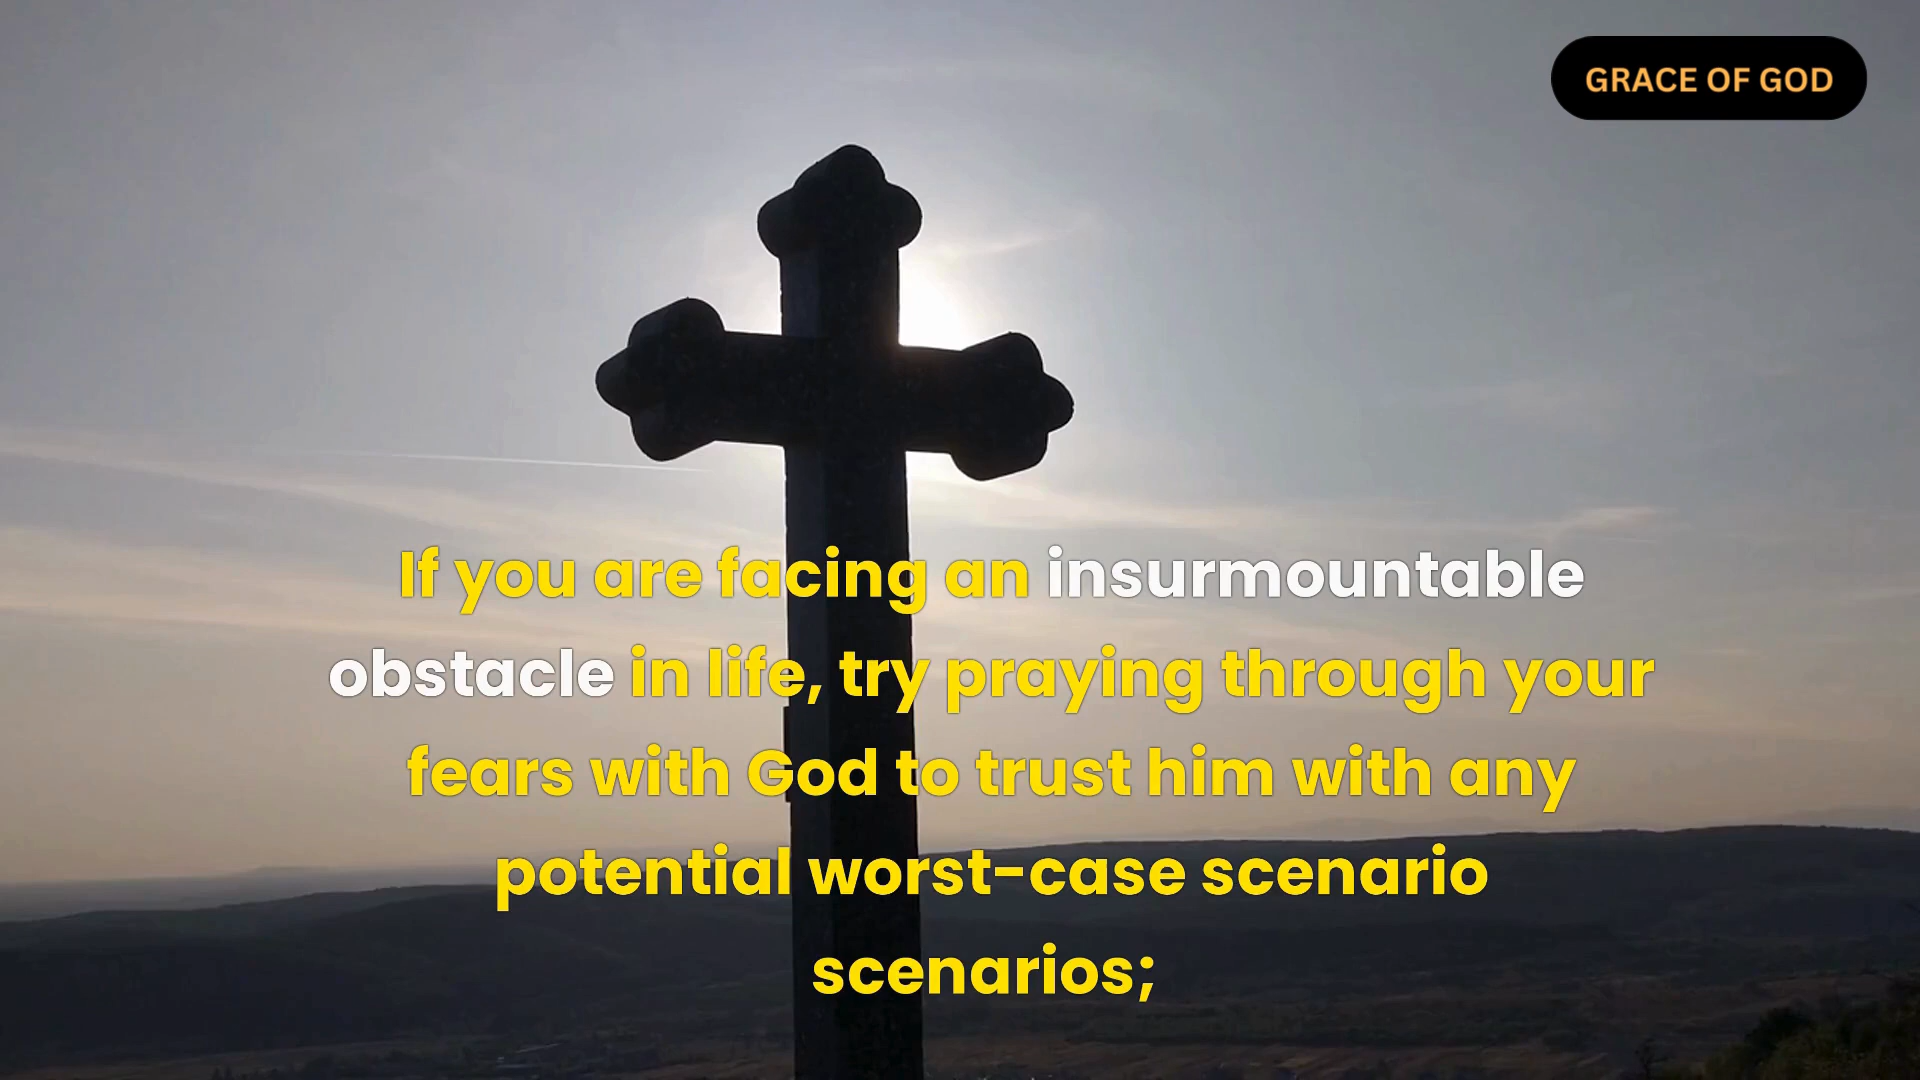 GRACE OF GOD
If you are facing an insurmountable
obstacle in life, try praying through your
fears with God to trust him with any
potential worst-case scenario
scenarios;